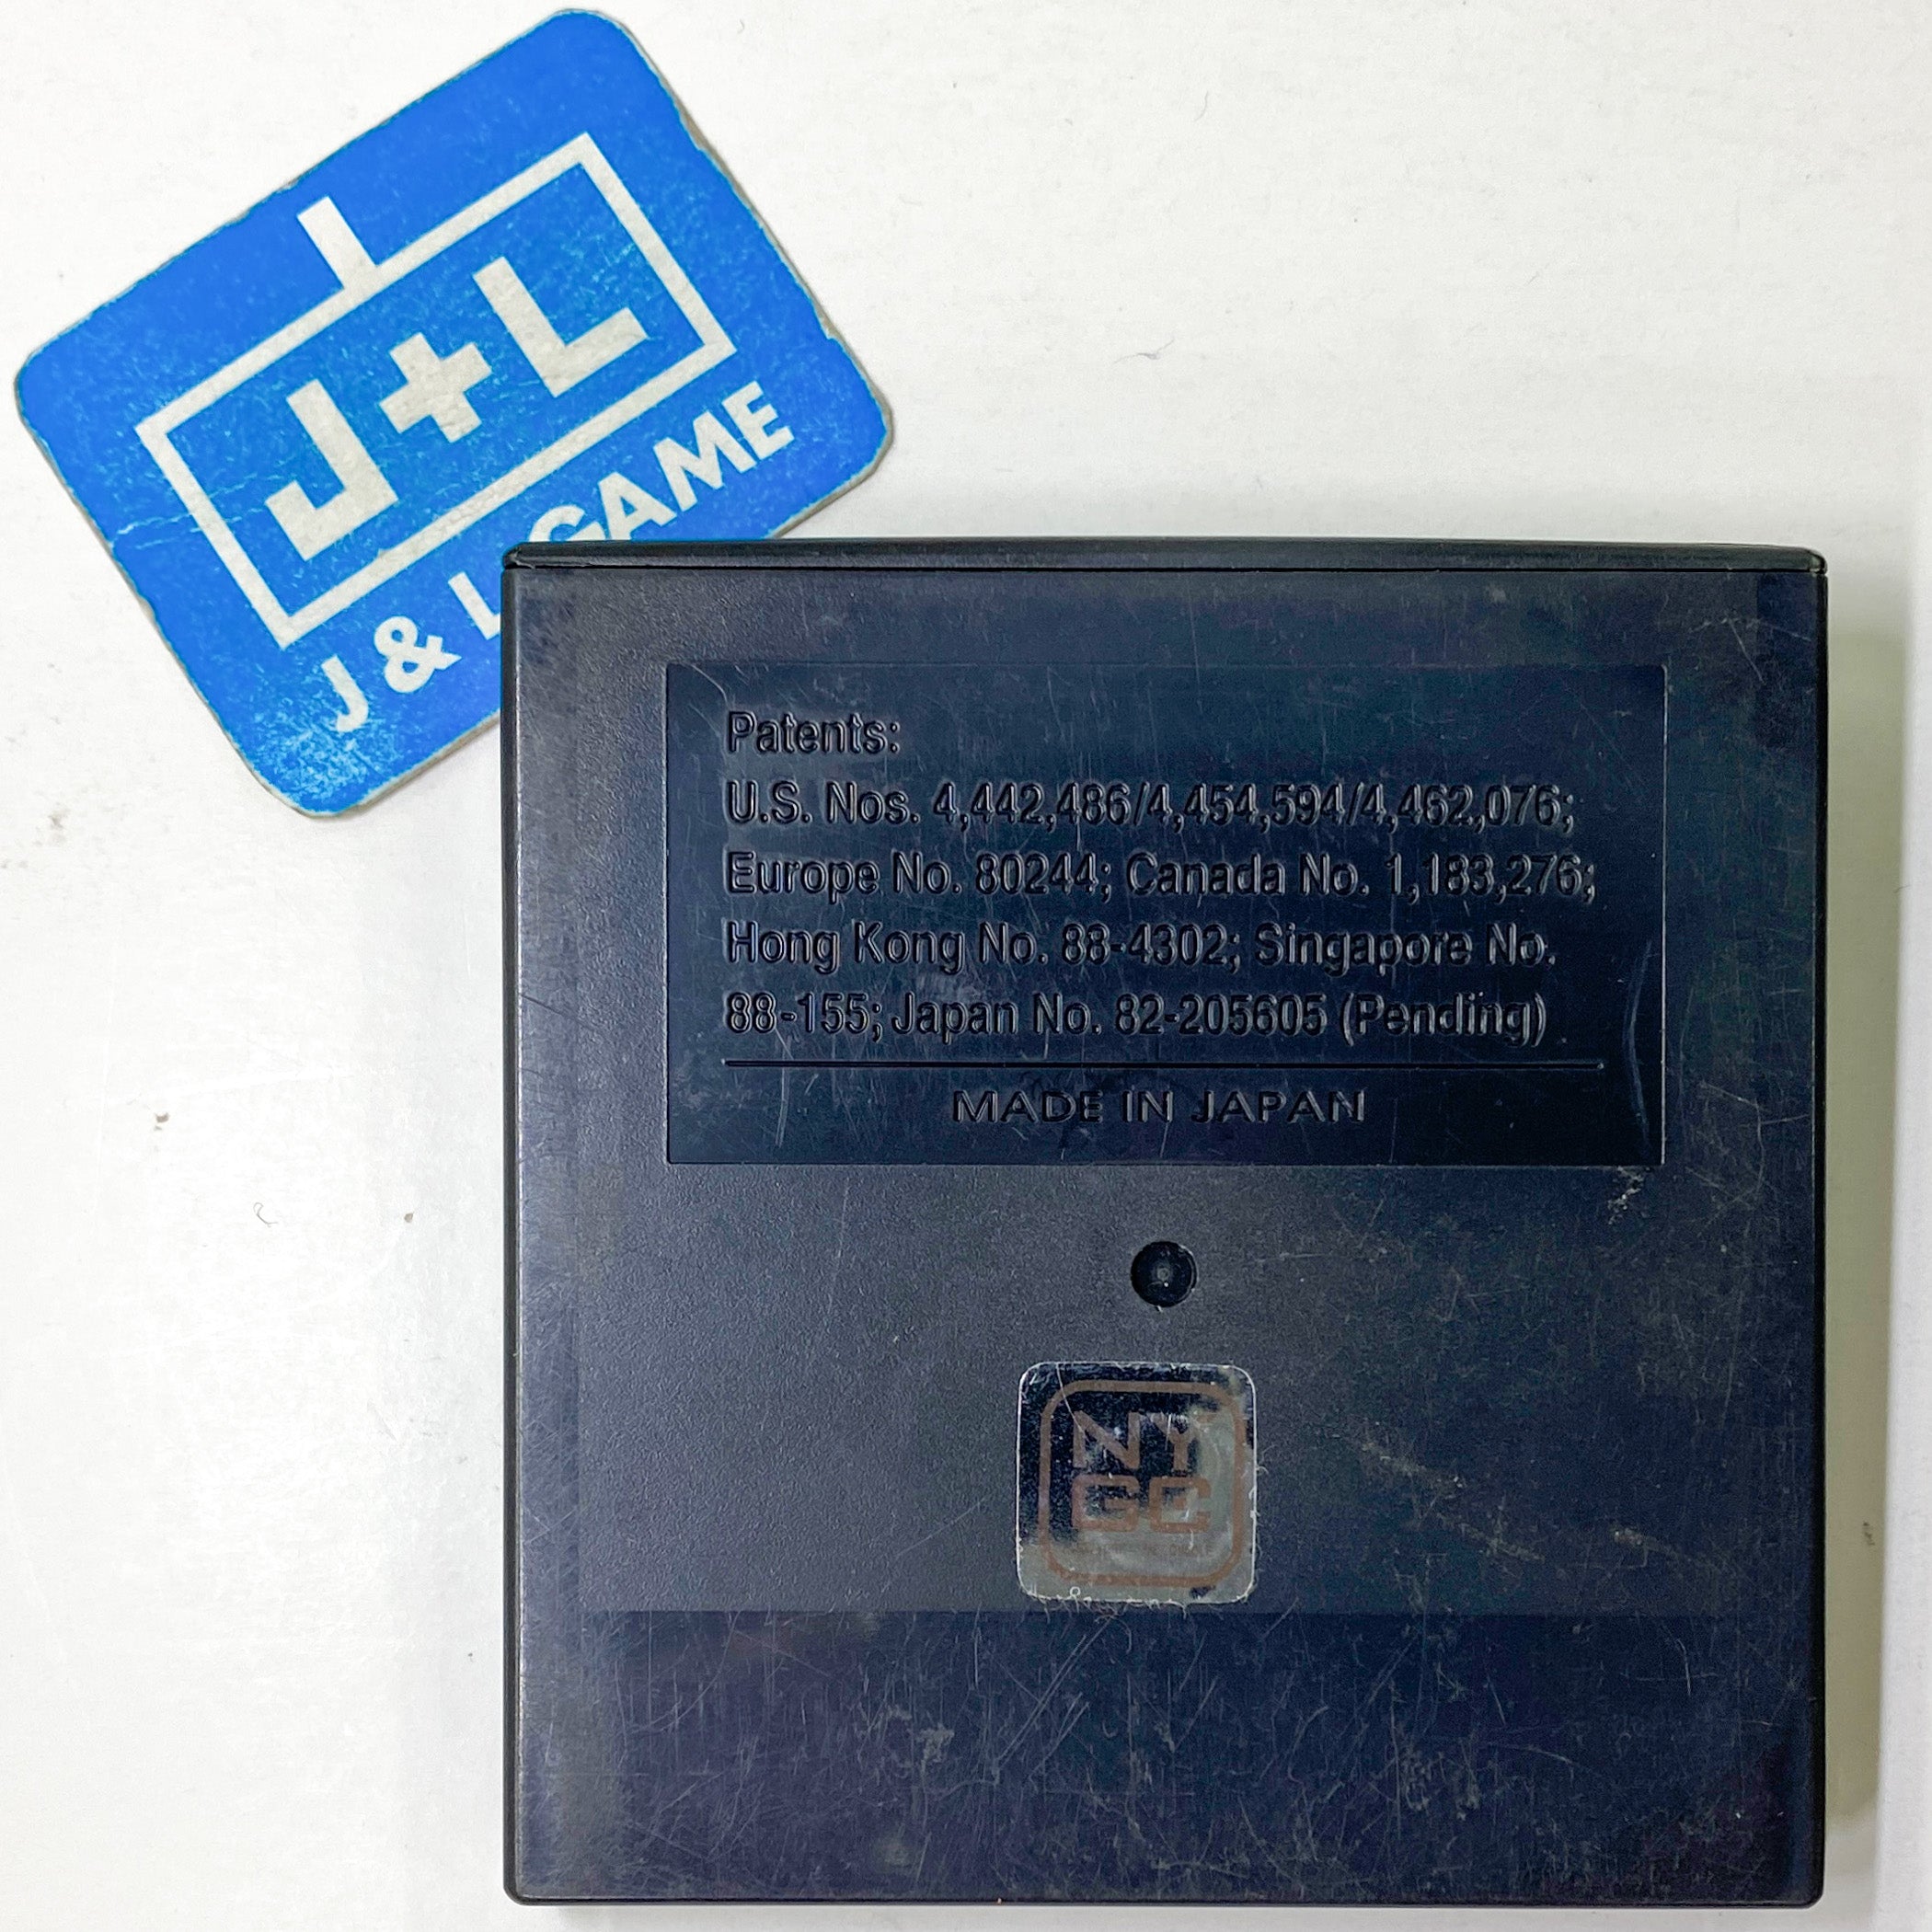 J+L
J & L GAME
Patents:
U.S. Nos. 4,442,486/4,454,594/4,462,076;
Europe No. 80244; Canada No. 1,183,276;
Hong Kong No. 88-4302; Singapore No.
88-155; Japan No. 82-205605 (Pending)
MADE IN JAPAN
NY
GC